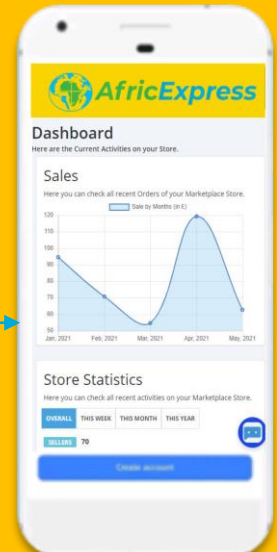 AfricExpress
Dashboard
Here are the Current Activities on your Store.
Sales
Here you can check all recent Orders of your Marketplace Store.
Sale by Months (in E)
120
110
100
90
80
70
60
50
Jan, 2021 Feb, 2021 Mar, 2021 Apr, 2021 May, 2021
Store Statistics
Here you can check all recent activities on your Marketplace Store.
OVERALL THIS WEEK THIS MONTH THIS YEAR
SELLERS 70
Create account